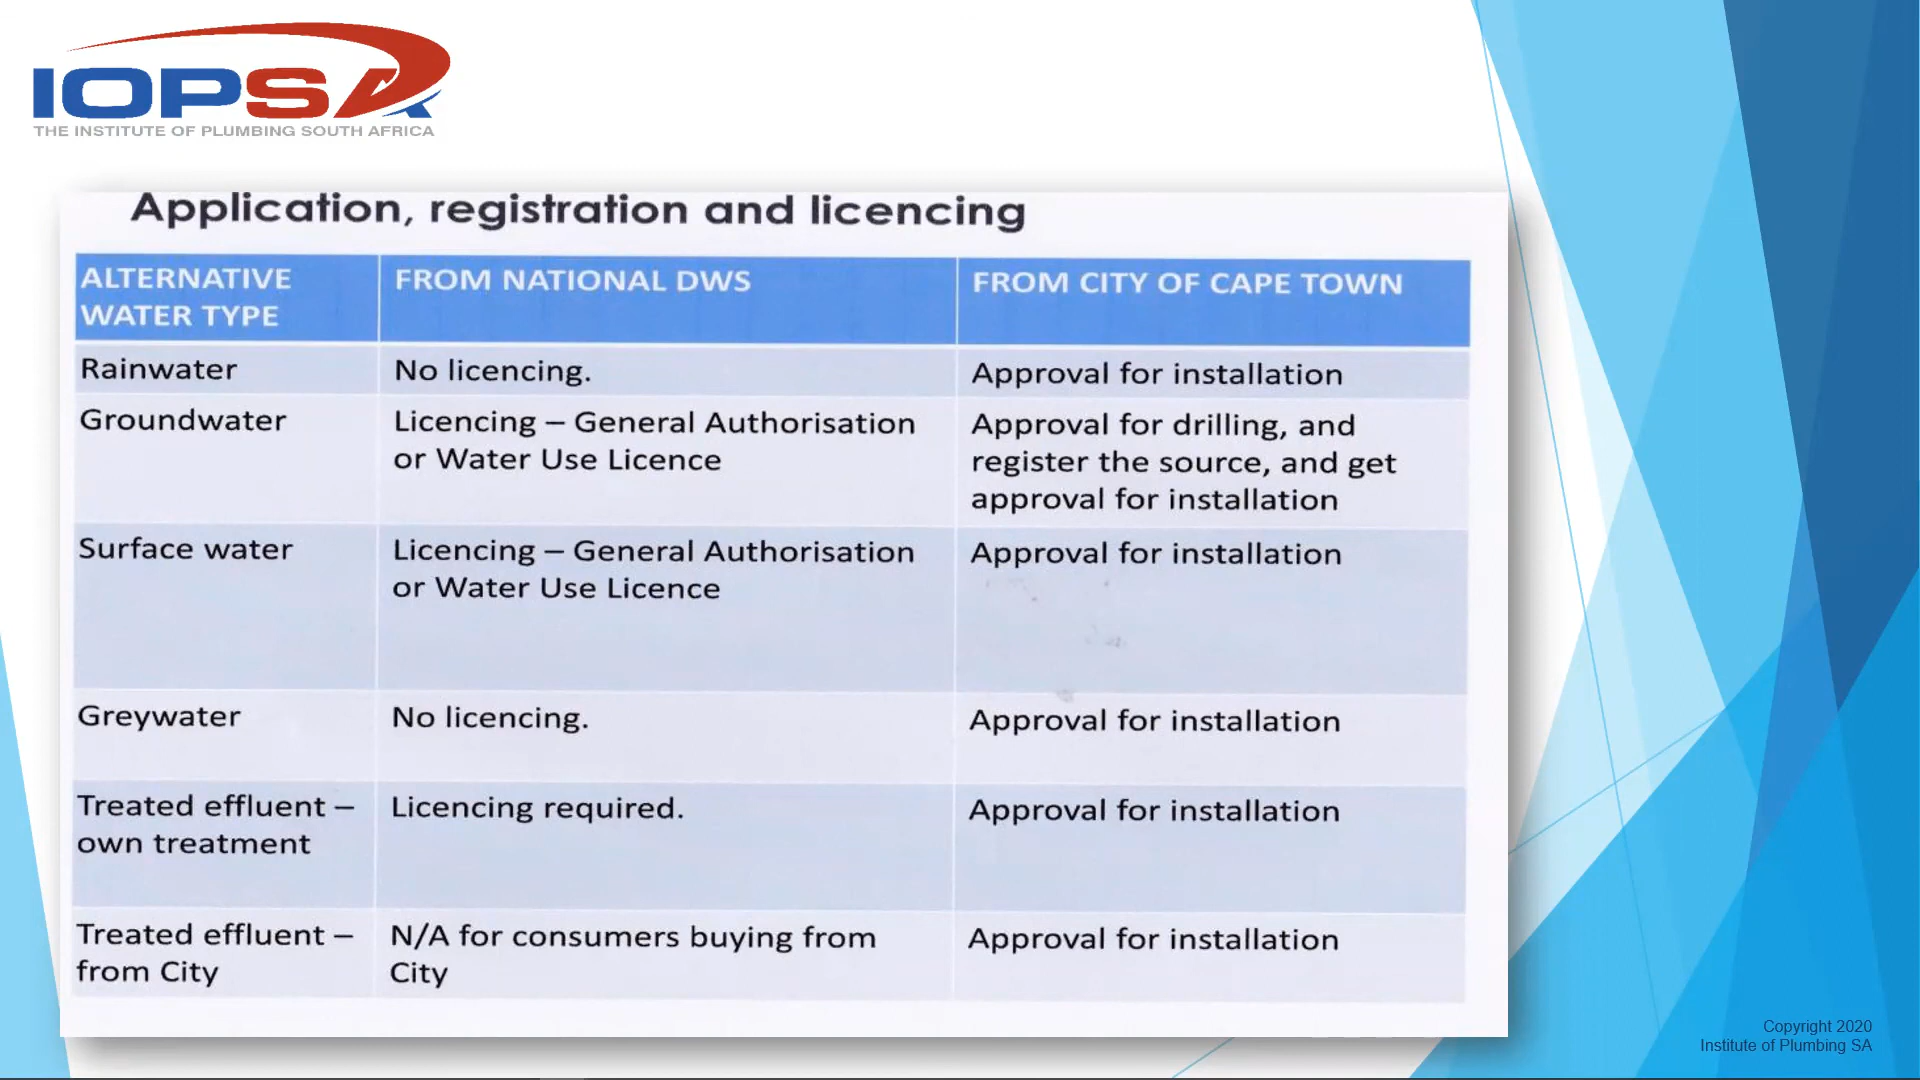 IOPSA
THE INSTITUTE OF PLUMBING SOUTH AFRICA
Application, registration and licencing
ALTERNATIVE
WATER TYPE
FROM NATIONAL DWS
FROM CITY OF CAPE TOWN
Rainwater
No licencing.
Approval for installation
Groundwater
Licencing – General Authorisation
or Water Use Licence
Approval for drilling, and
register the source, and get
approval for installation
Surface water
Licencing – General Authorisation
or Water Use Licence
Approval for installation
Greywater
No licencing.
Approval for installation
Treated effluent –
own treatment
Licencing required.
Approval for installation
Treated effluent –
from City
N/A for consumers buying from
City
Approval for installation
Copyright 2020
Institute of Plumbing SA